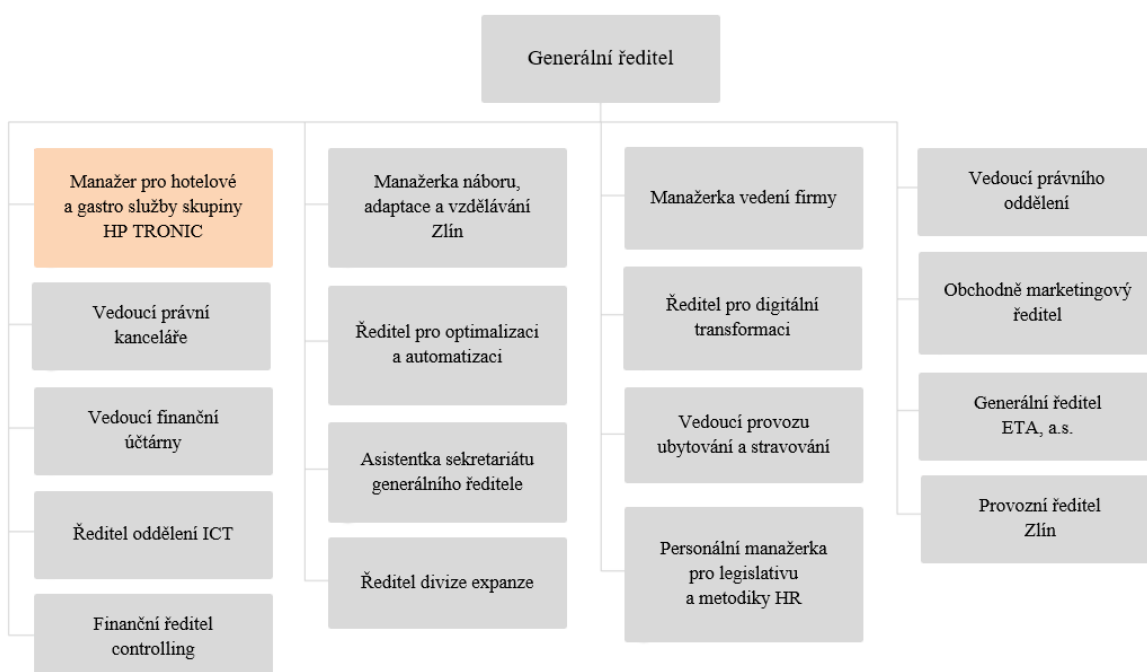 Generální ředitel
Manažer pro hotelové
a gastro služby skupiny
HP TRONIC
Vedoucí právní
kanceláře
Vedoucí finanční
účtárny
Ředitel oddělení ICT
Finanční ředitel
controlling
Manažerka náboru,
adaptace a vzdělávání
Zlín
Ředitel pro optimalizaci
a automatizaci
Asistentka sekretariátu
generálního ředitele
Ředitel divize expanze
Manažerka vedení firmy
Ředitel pro digitální
transformaci
Vedoucí provozu
ubytování a stravování
Personální manažerka
pro legislativu
a metodiky HR
Vedoucí právního
oddělení
Obchodně marketingový
ředitel
Generální ředitel
ETA, a.s.
Provozní ředitel
Zlín